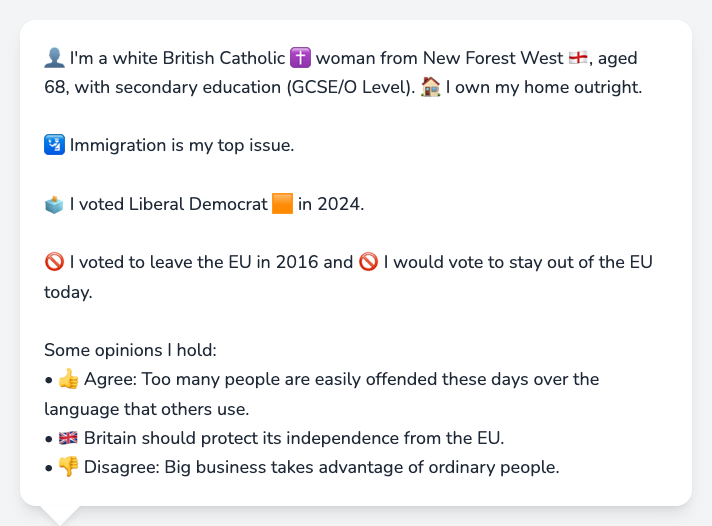 👤 I'm a white British Catholic ✝️ woman from New Forest West 🏴󠁧󠁢󠁥󠁮󠁧󠁿, aged
68, with secondary education (GCSE/O Level). 🏠 I own my home outright.
🛂 Immigration is my top issue.
🗳️ I voted Liberal Democrat 🟧 in 2024.
🚫 I voted to leave the EU in 2016 and 🚫 I would vote to stay out of the EU
today.
Some opinions I hold:
• 👍 Agree: Too many people are easily offended these days over the
language that others use.
• 🇬🇧 Britain should protect its independence from the EU.
• 👎 Disagree: Big business takes advantage of ordinary people.